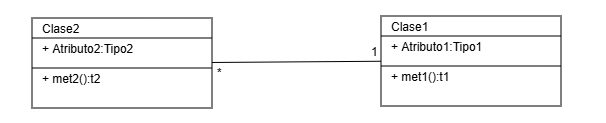 Clase2
+ Atributo2:Tipo2
+ met2():t2
*
1
Clase1
+ Atributo1:Tipo1
+ met1():t1